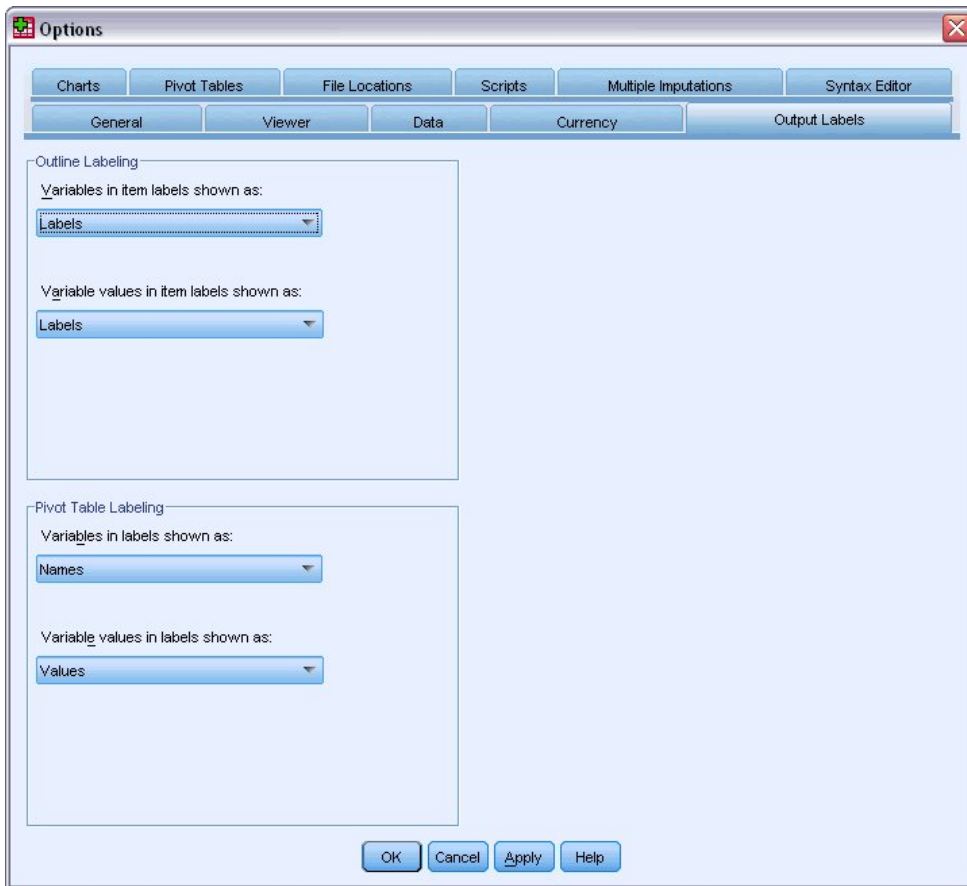 Options
Charts Pivot Tables File Locations Scripts Multiple Imputations Syntax Editor
General Viewer Data Currency Output Labels
Outline Labeling
Variables in item labels shown as:
Labels
Variable values in item labels shown as:
Labels
Pivot Table Labeling
Variables in labels shown as:
Names
Variable values in labels shown as:
Values
OK Cancel Apply Help